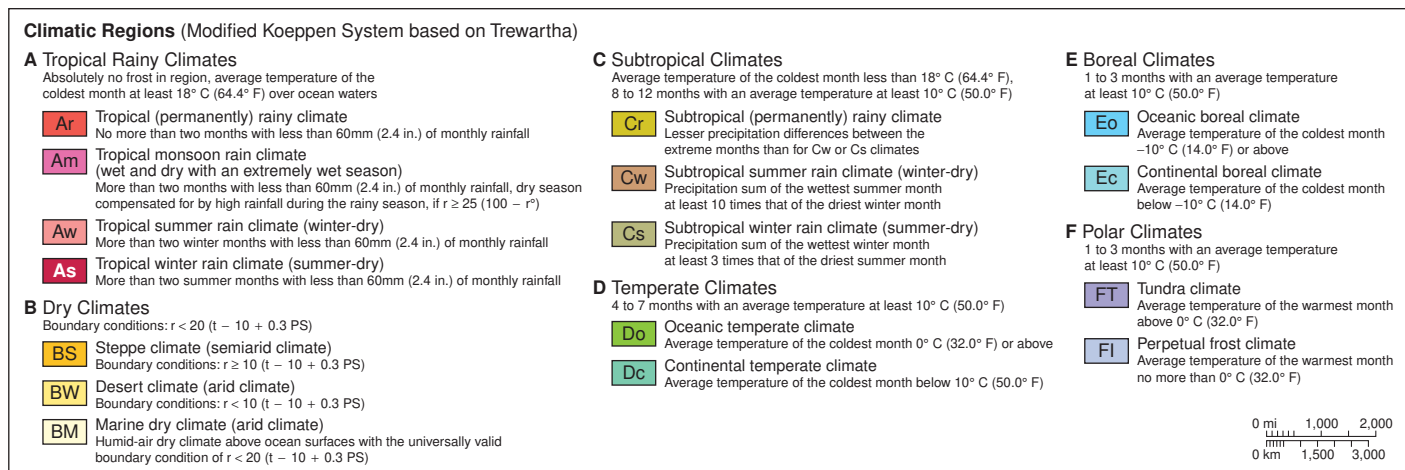 Climatic Regions (Modified Koeppen System based on Trewartha)
A Tropical Rainy Climates
Absolutely no frost in region, average temperature of the
coldest month at least 18° C (64.4° F) over ocean waters
Ar Tropical (permanently) rainy climate
No more than two months with less than 60mm (2.4 in.) of monthly rainfall
Am Tropical monsoon rain climate
(wet and dry with an extremely wet season)
More than two months with less than 60mm (2.4 in.) of monthly rainfall, dry season
compensated for by high rainfall during the rainy season, if r ≥ 25 (100 – r°)
Aw Tropical summer rain climate (winter-dry)
More than two winter months with less than 60mm (2.4 in.) of monthly rainfall
As Tropical winter rain climate (summer-dry)
More than two summer months with less than 60mm (2.4 in.) of monthly rainfall
B Dry Climates
Boundary conditions: r < 20 (t – 10 + 0.3 PS)
BS Steppe climate (semiarid climate)
Boundary conditions: r ≥ 10 (t – 10 + 0.3 PS)
BW Desert climate (arid climate)
Boundary conditions: r < 10 (t – 10 + 0.3 PS)
BM Marine dry climate (arid climate)
Humid-air dry climate above ocean surfaces with the universally valid
boundary condition of r < 20 (t – 10 + 0.3 PS)
C Subtropical Climates
Average temperature of the coldest month less than 18° C (64.4° F),
8 to 12 months with an average temperature at least 10° C (50.0° F)
Cr Subtropical (permanently) rainy climate
Lesser precipitation differences between the
extreme months than for Cw or Cs climates
Cw Subtropical summer rain climate (winter-dry)
Precipitation sum of the wettest summer month
at least 10 times that of the driest winter month
Cs Subtropical winter rain climate (summer-dry)
Precipitation sum of the wettest winter month
at least 3 times that of the driest summer month
D Temperate Climates
4 to 7 months with an average temperature at least 10° C (50.0° F)
Do Oceanic temperate climate
Average temperature of the coldest month 0° C (32.0° F) or above
Dc Continental temperate climate
Average temperature of the coldest month below 10° C (50.0° F)
E Boreal Climates
1 to 3 months with an average temperature
at least 10° C (50.0° F)
Eo Oceanic boreal climate
Average temperature of the coldest month
–10° C (14.0° F) or above
Ec Continental boreal climate
Average temperature of the coldest month
below –10° C (14.0° F)
F Polar Climates
1 to 3 months with an average temperature
at least 10° C (50.0° F)
FT Tundra climate
Average temperature of the warmest month
above 0° C (32.0° F)
FI Perpetual frost climate
Average temperature of the warmest month
no more than 0° C (32.0° F)
0 mi 1,000 2,000
0 km 1,500 3,000